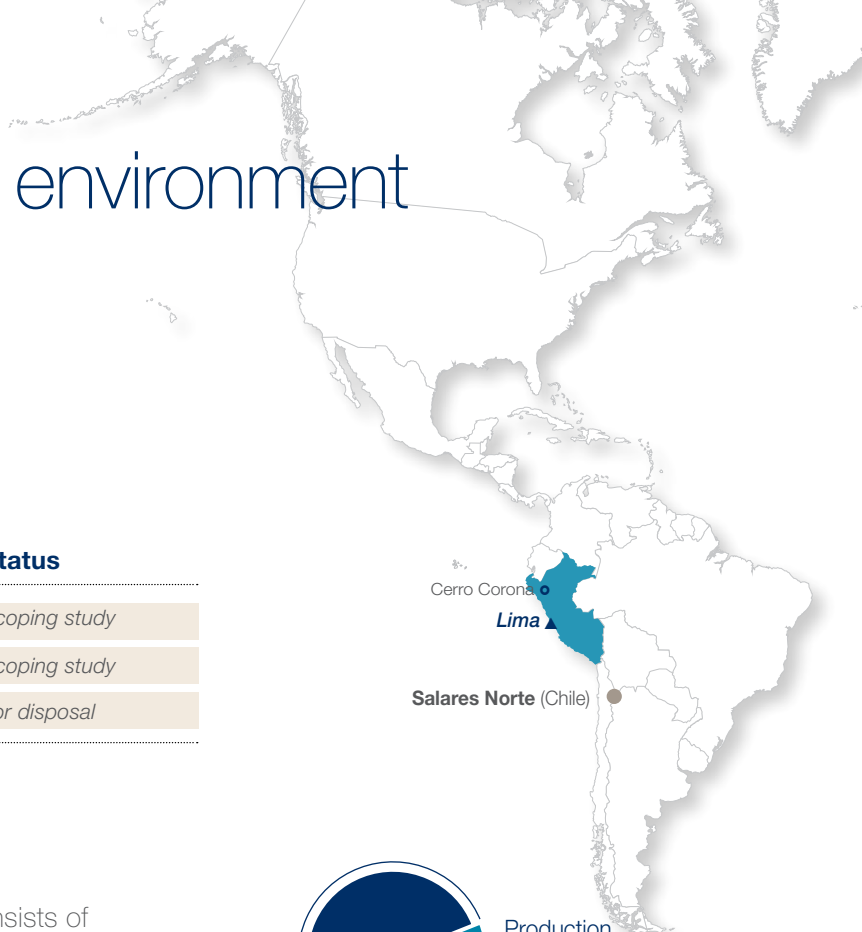 environment
tatus
coping study
coping study
or disposal
Cerro Corona
Lima
Salares Norte (Chile)
nsists of
Production